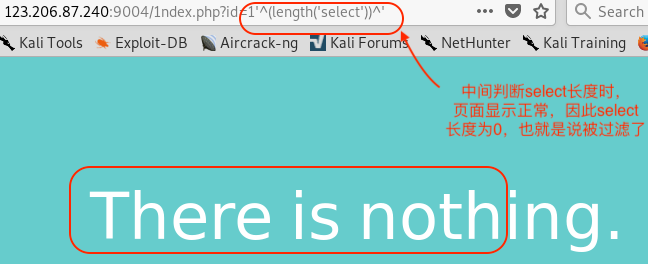 123.206.87.240:9004/1ndex.php?id=1'^(length('select'))^'
Search
Kali Tools Exploit-DB Aircrack-ng Kali Forums NetHunter Kali Training
中间判断select长度时，
页面显示正常，因此select
长度为0，也就是说被过滤了
There is nothing.